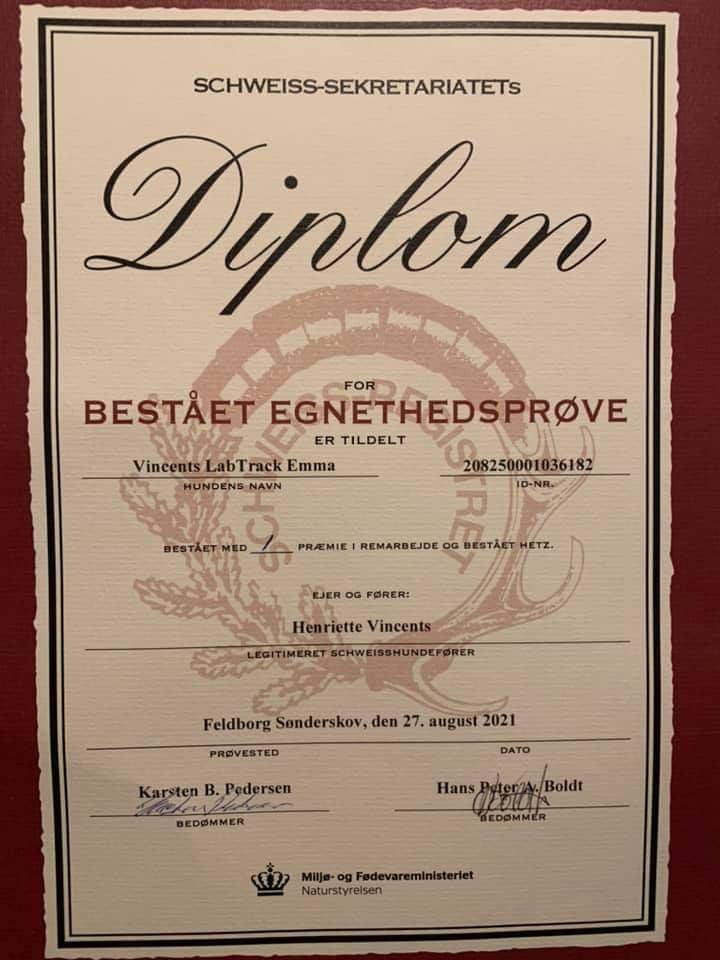 SCHWEISS-SEKRETARIATETs
Diplom
FOR
BESTÅET EGNETHEDSPRØVE
ER TILDELT
Vincents LabTrack Emma 208250001036182
HUNDENS NAVN ID-NR.
SCHWEISS-REGISTRET
BESTÅET MED 1 PRÆMIE I REMARBEJDE OG BESTÅET HETZ.
EJER OG FØRER:
Henriette Vincents
LEGITIMERET SCHWEISSHUNDEFØRER
Feldborg Sønderskov, den 27. august 2021
PRØVESTED DATO
Karsten B. Pedersen Hans Peter A. Boldt
BEDØMMER BEDØMMER
Miljø- og Fødevareministeriet
Naturstyrelsen